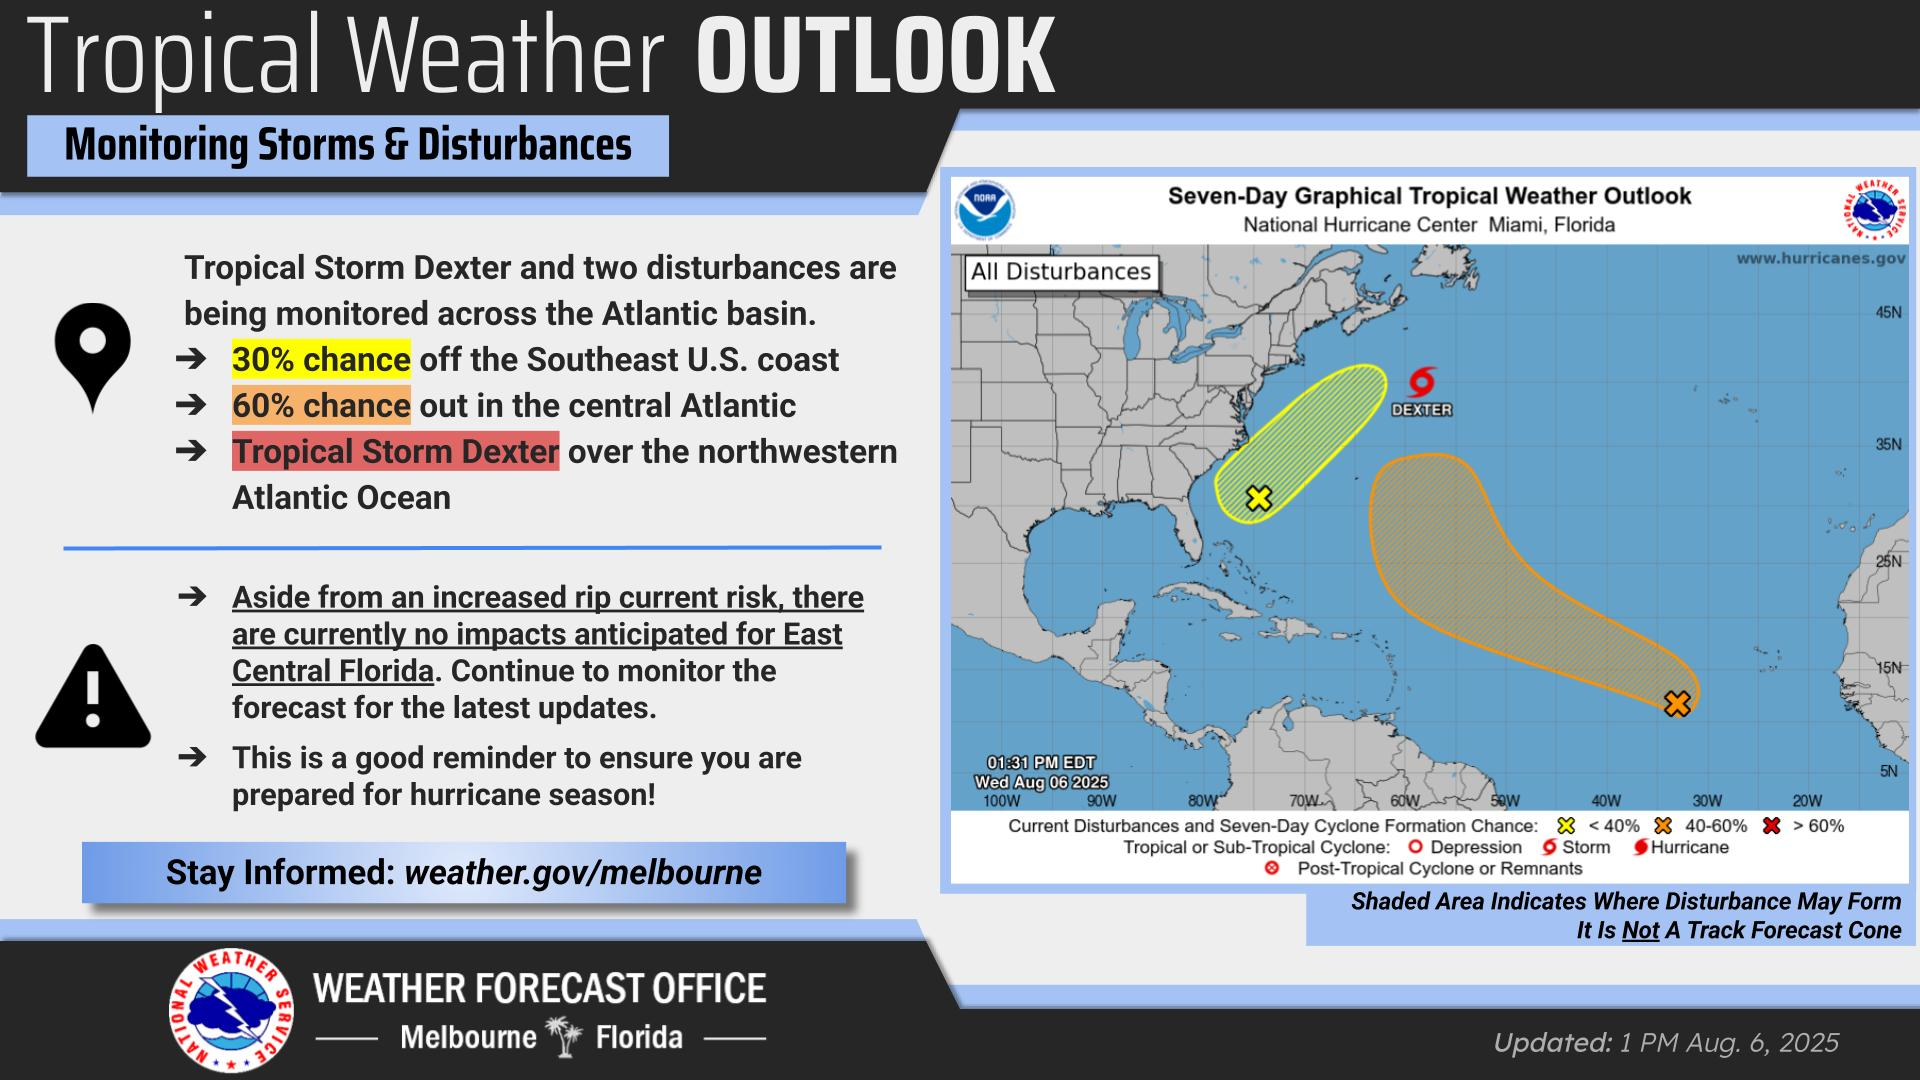 Tropical Weather OUTLOOK
Monitoring Storms & Disturbances
Tropical Storm Dexter and two disturbances are
being monitored across the Atlantic basin.
➔ 30% chance off the Southeast U.S. coast
➔ 60% chance out in the central Atlantic
➔ Tropical Storm Dexter over the northwestern
Atlantic Ocean
➔ Aside from an increased rip current risk, there
are currently no impacts anticipated for East
Central Florida. Continue to monitor the
forecast for the latest updates.
➔ This is a good reminder to ensure you are
prepared for hurricane season!
Stay Informed: weather.gov/melbourne
NATIONAL WEATHER SERVICE
WEATHER FORECAST OFFICE
Melbourne Florida
NOAA
Seven-Day Graphical Tropical Weather Outlook
National Hurricane Center Miami, Florida
NATIONAL WEATHER SERVICE
All Disturbances
www.hurricanes.gov
45N
DEXTER
35N
25N
15N
5N
01:31 PM EDT
Wed Aug 06 2025
100W 90W 80W 70W 60W 50W 40W 30W 20W
Current Disturbances and Seven-Day Cyclone Formation Chance: < 40% 40-60% > 60%
Tropical or Sub-Tropical Cyclone: Depression Storm Hurricane
Post-Tropical Cyclone or Remnants
Shaded Area Indicates Where Disturbance May Form
It Is Not A Track Forecast Cone
Updated: 1 PM Aug. 6, 2025